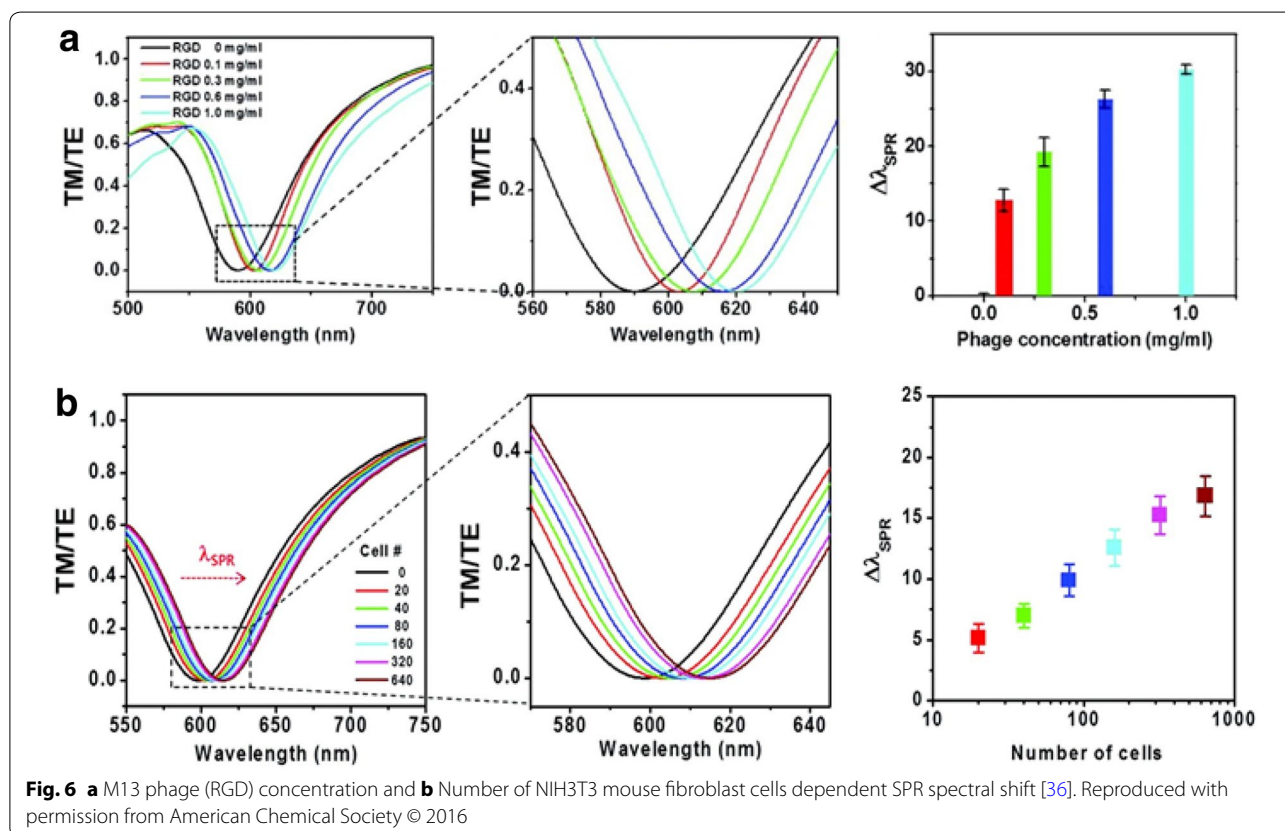 a
RGD 0 mg/ml
RGD 0.1 mg/ml
RGD 0.3 mg/ml
RGD 0.6 mg/ml
RGD 1.0 mg/ml
TM/TE
1.0
0.8
0.6
0.4
0.2
0.0
500 600 700
Wavelength (nm)
TM/TE
0.4
0.2
0.0
560 580 600 620 640
Wavelength (nm)
ΔλSPR
30
20
10
0
0.0 0.5 1.0
Phage concentration (mg/ml)
b
TM/TE
1.0
0.8
0.6
0.4
0.2
0.0
λSPR
Cell #
0
20
40
80
160
320
640
550 600 650 700 750
Wavelength (nm)
TM/TE
0.4
0.2
0.0
580 600 620 640
Wavelength (nm)
ΔλSPR
25
20
15
10
5
0
10 100 1000
Number of cells
Fig. 6 a M13 phage (RGD) concentration and b Number of NIH3T3 mouse fibroblast cells dependent SPR spectral shift [36]. Reproduced with
permission from American Chemical Society © 2016